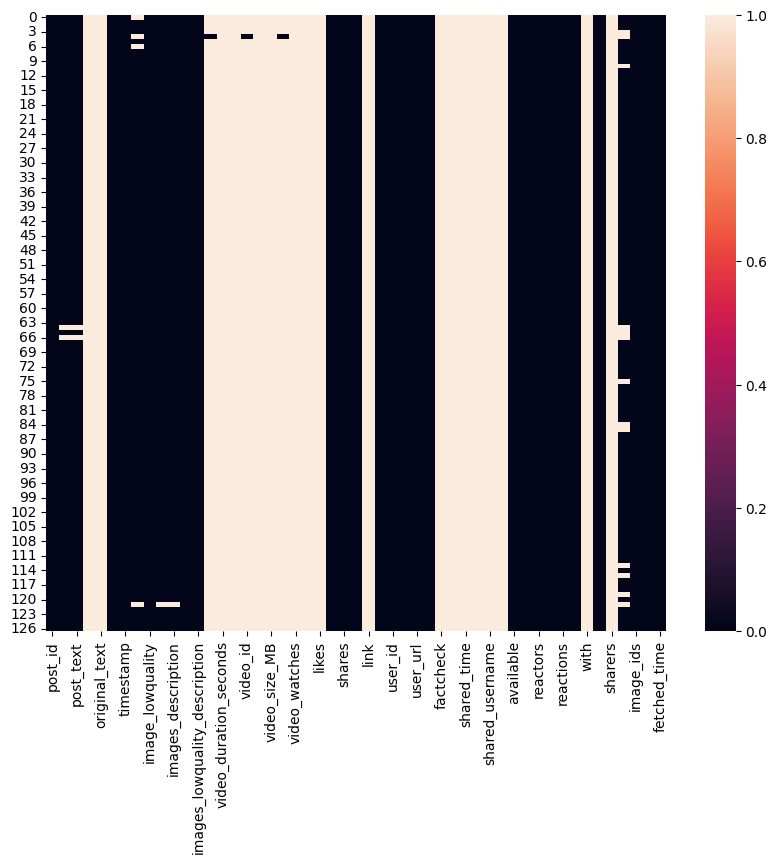 0
3
6
9
12
15
18
21
24
27
30
33
36
39
42
45
48
51
54
57
60
63
66
69
72
75
78
81
84
87
90
93
96
99
102
105
108
111
114
117
120
123
126
post_id
post_text
original_text
timestamp
image_lowquality
images_description
images_lowquality_description
video_duration_seconds
video_id
video_size_MB
video_watches
likes
shares
link
user_id
user_url
factcheck
shared_time
shared_username
available
reactors
reactions
with
sharers
image_ids
fetched_time
1.0
0.8
0.6
0.4
0.2
0.0